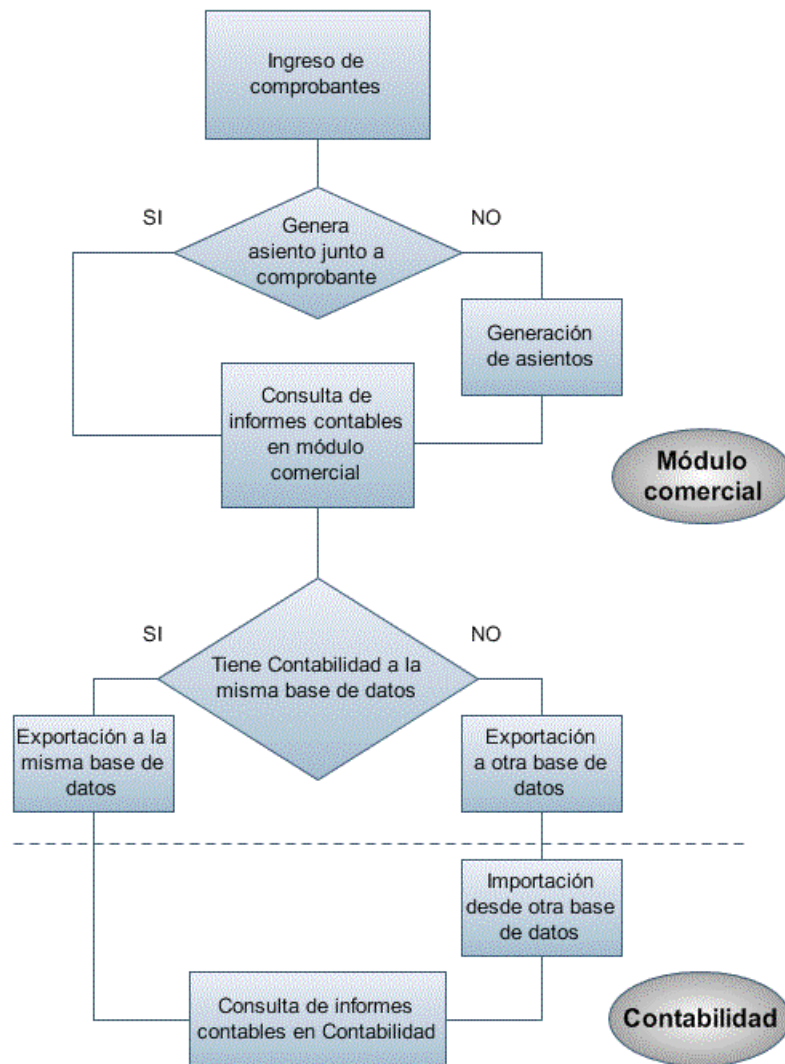 Ingreso de
comprobantes
SI
NO
Genera
asiento junto a
comprobante
Generación
de asientos
Consulta de
informes contables
en módulo
comercial
Módulo
comercial
SI
NO
Tiene Contabilidad a la
misma base de datos
Exportación a la
misma base de
datos
Exportación
a otra base de
datos
Importación
desde otra base
de datos
Consulta de informes
contables en Contabilidad
Contabilidad